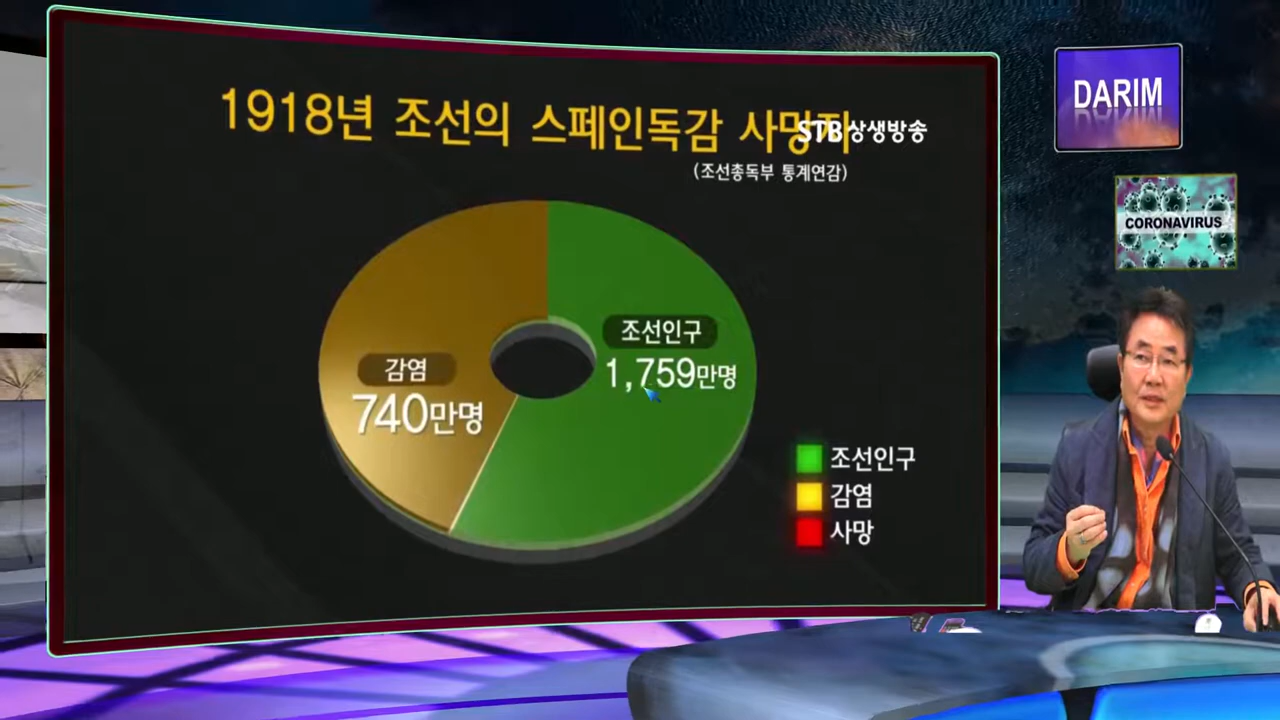 1918년 조선의 스페인독감 사망자
STB상생방송
(조선총독부 통계연감)
DARIM
CORONAVIRUS
조선인구
1,759만명
감염
740만명
조선인구
감염
사망